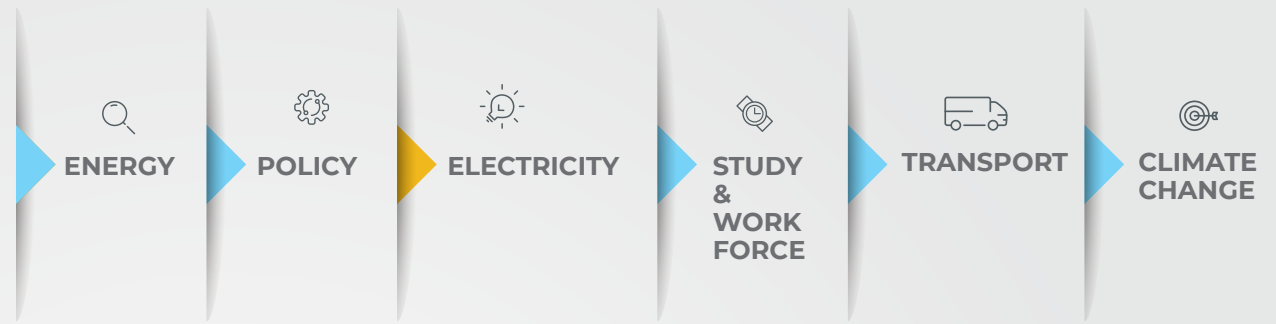 ENERGY
POLICY
ELECTRICITY
STUDY
&
WORK
FORCE
TRANSPORT
CLIMATE
CHANGE